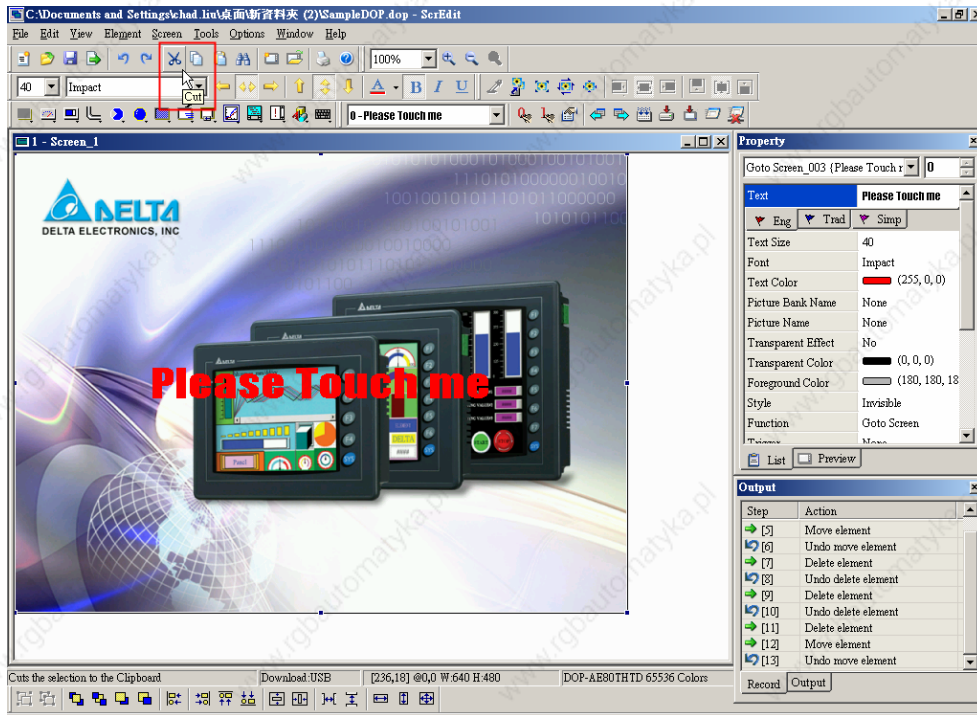 C:\Documents and Settings\chad.liu\桌面\新資料夾 (2)\SampleDOP.dop - ScrEdit
File Edit View Element Screen Tools Options Window Help
100%
40 Impact
Cut
0 - Please Touch me
1 - Screen_1
DELTA
DELTA ELECTRONICS, INC
Please Touch me
Property
Goto Screen_003 {Please Touch r 0
Text Please Touch me
Eng Trad Simp
Text Size 40
Font Impact
Text Color (255, 0, 0)
Picture Bank Name None
Picture Name None
Transparent Effect No
Transparent Color (0, 0, 0)
Foreground Color (180, 180, 18
Style Invisible
Function Goto Screen
Trigger None
List Preview
Output
Step Action
[5] Move element
[6] Undo move element
[7] Delete element
[8] Undo delete element
[9] Delete element
[10] Undo delete element
[11] Delete element
[12] Move element
[13] Undo move element
Record Output
Cuts the selection to the Clipboard Download:USB [236,18] @0,0 W:640 H:480 DOP-AE80THTD 65536 Colors
www.rgbautomatyka.pl